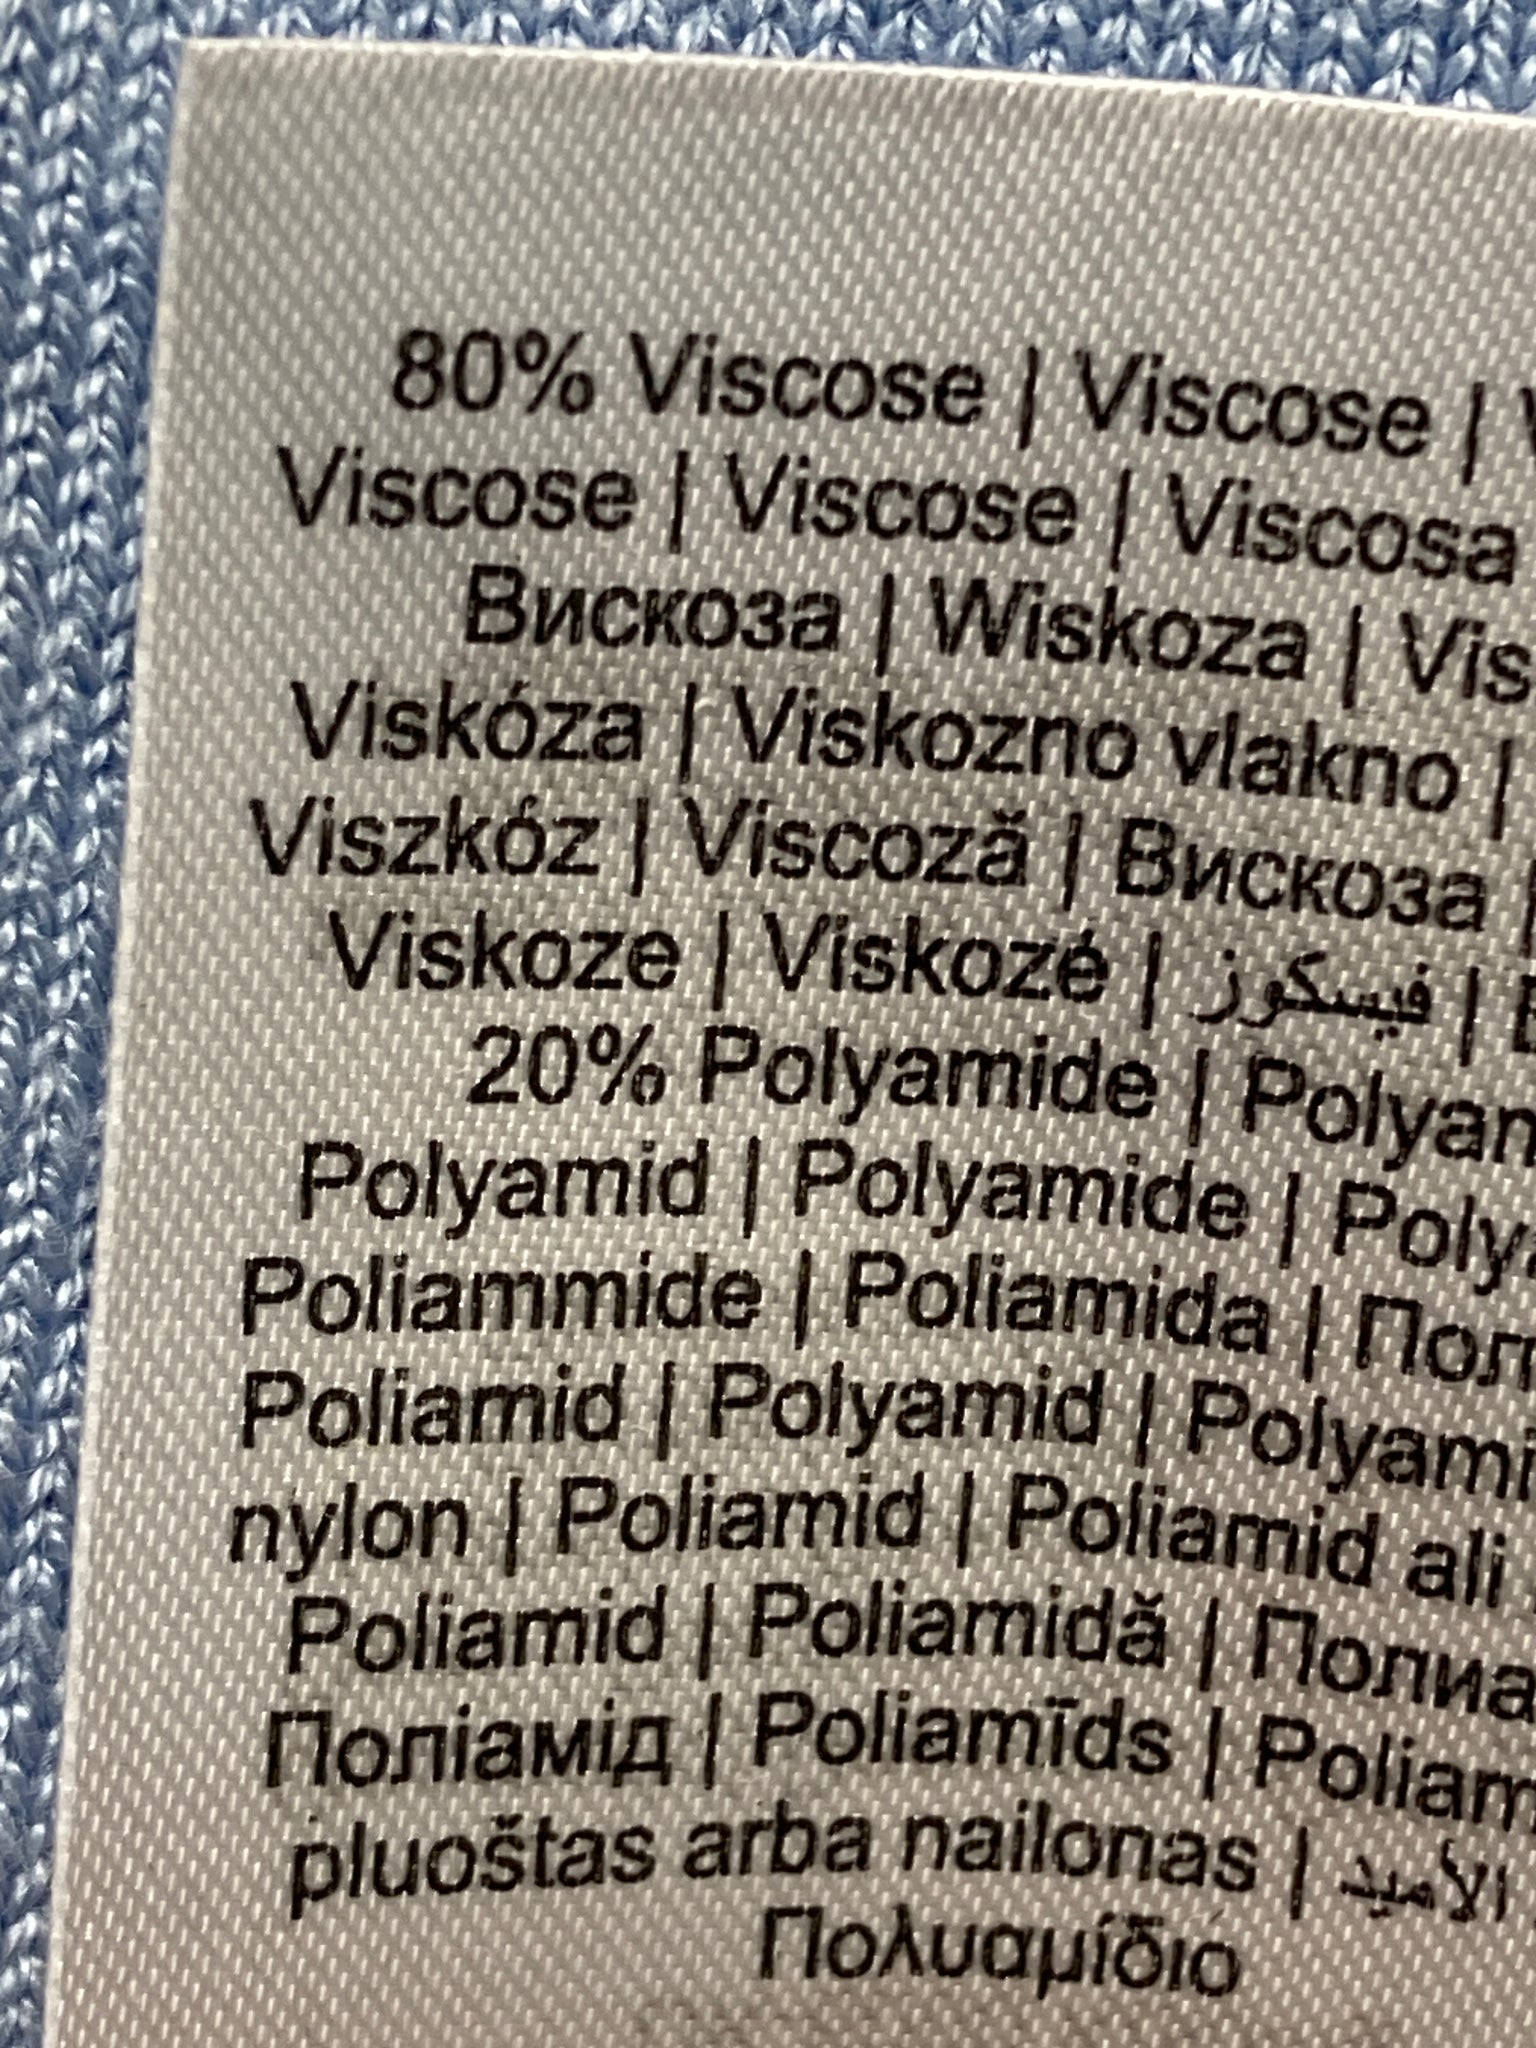 80% Viscose | Viscose |
Viscose | Viscose | Viscosa
Вискоза | Wiskoza |
Viskóza | Viskozno vlakno |
Viszkóz | Viscoză | Вискоза |
Viskoze | Viskozė | فيسكوز |
20% Polyamide |
Polyamid | Polyamide |
Poliammide | Poliamida |
Poliamid | Polyamid |
nylon | Poliamid | Poliamid ali
Poliamid | Poliamidă |
Поліамід | Poliamīds |
pluoštas arba nailonas |
Πολυαμίδιο